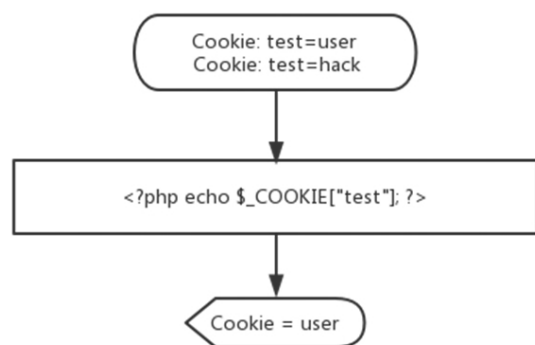 Cookie: test=user
Cookie: test=hack
<?php echo $_COOKIE["test"]; ?>
Cookie = user